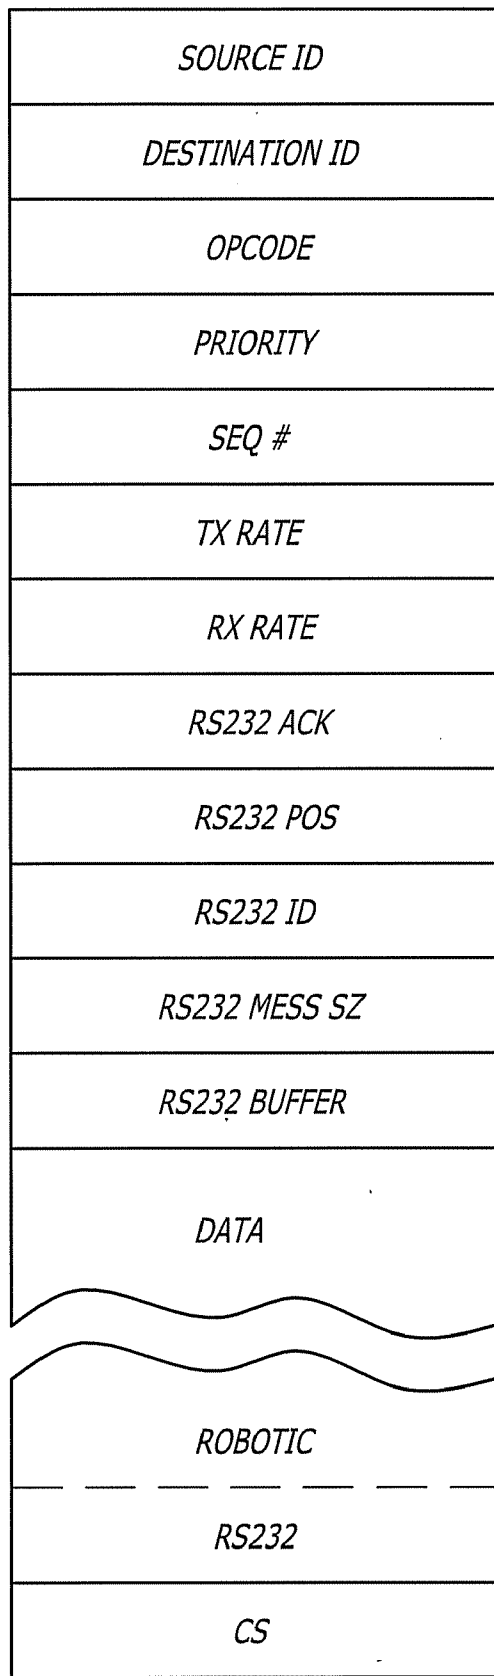 SOURCE ID
DESTINATION ID
OPCODE
PRIORITY
SEQ #
TX RATE
RX RATE
RS232 ACK
RS232 POS
RS232 ID
RS232 MESS SZ
RS232 BUFFER
DATA
ROBOTIC
RS232
CS